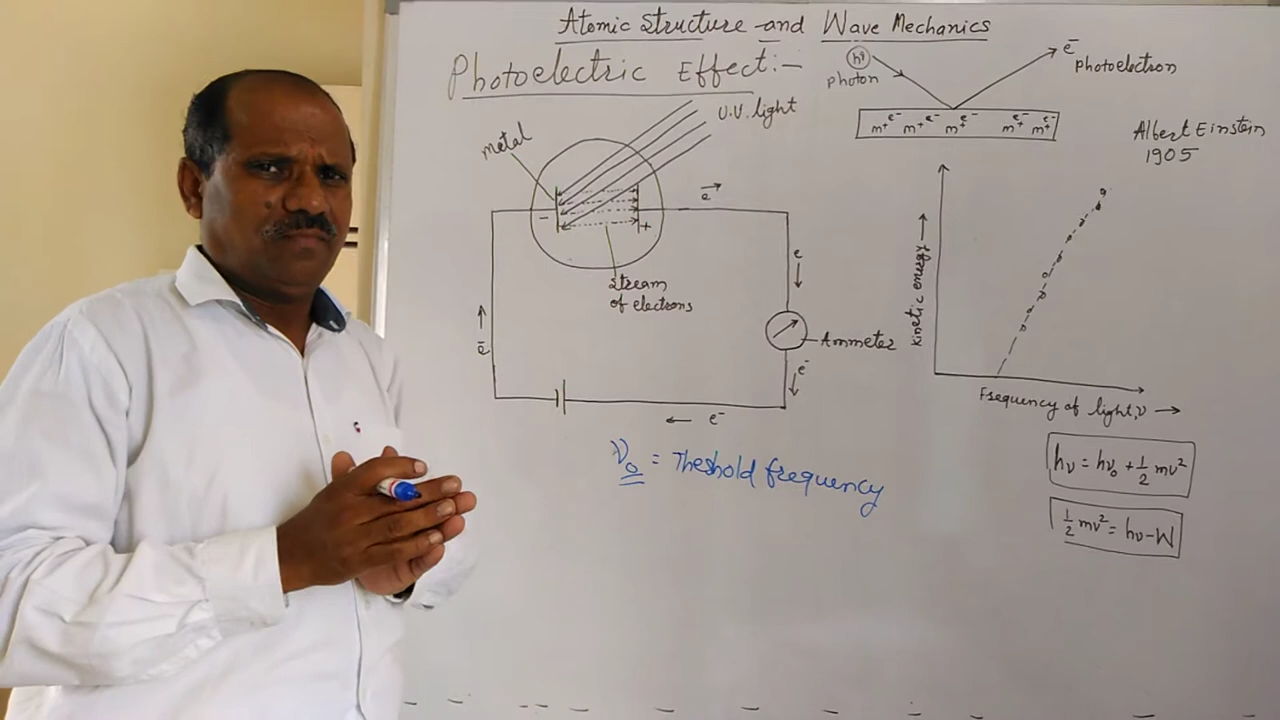 Atomic Structure and Wave Mechanics
Photoelectric Effect:-
hν
photon
e⁻
photoelectron
m⁺ e⁻ m⁺ e⁻ m⁺ e⁻ m⁺ e⁻ m⁺ e⁻
U.V. light
metal
Albert Einstein
1905
- +
e⁻
e
Stream
of electrons
Ammeter
e⁻
e⁻
e⁻
Kinetic energy →
Frequency of light, ν →
ν₀ = Theshold frequency
hν = hν₀ + 1/2 mv²
1/2 mv² = hν - W